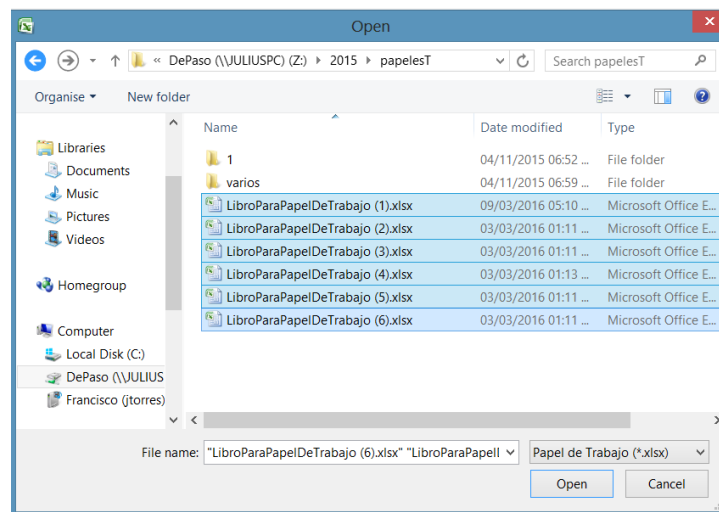 Open
« DePaso (\\JULIUSPC) (Z:) 2015 papelesT Search papelesT
Organise New folder
Name Date modified Type
Libraries
Documents
Music
Pictures
Videos
Homegroup
Computer
Local Disk (C:)
DePaso (\\JULIUS
Francisco (jtorres)
1 04/11/2015 06:52 ... File folder
varios 04/11/2015 06:59 ... File folder
LibroParaPapelDeTrabajo (1).xlsx 09/03/2016 05:10 ... Microsoft Office E...
LibroParaPapelDeTrabajo (2).xlsx 03/03/2016 01:11 ... Microsoft Office E...
LibroParaPapelDeTrabajo (3).xlsx 03/03/2016 01:11 ... Microsoft Office E...
LibroParaPapelDeTrabajo (4).xlsx 03/03/2016 01:13 ... Microsoft Office E...
LibroParaPapelDeTrabajo (5).xlsx 03/03/2016 01:11 ... Microsoft Office E...
LibroParaPapelDeTrabajo (6).xlsx 03/03/2016 01:11 ... Microsoft Office E...
File name: "LibroParaPapelDeTrabajo (6).xlsx" "LibroParaPapelI Papel de Trabajo (*.xlsx)
Open Cancel